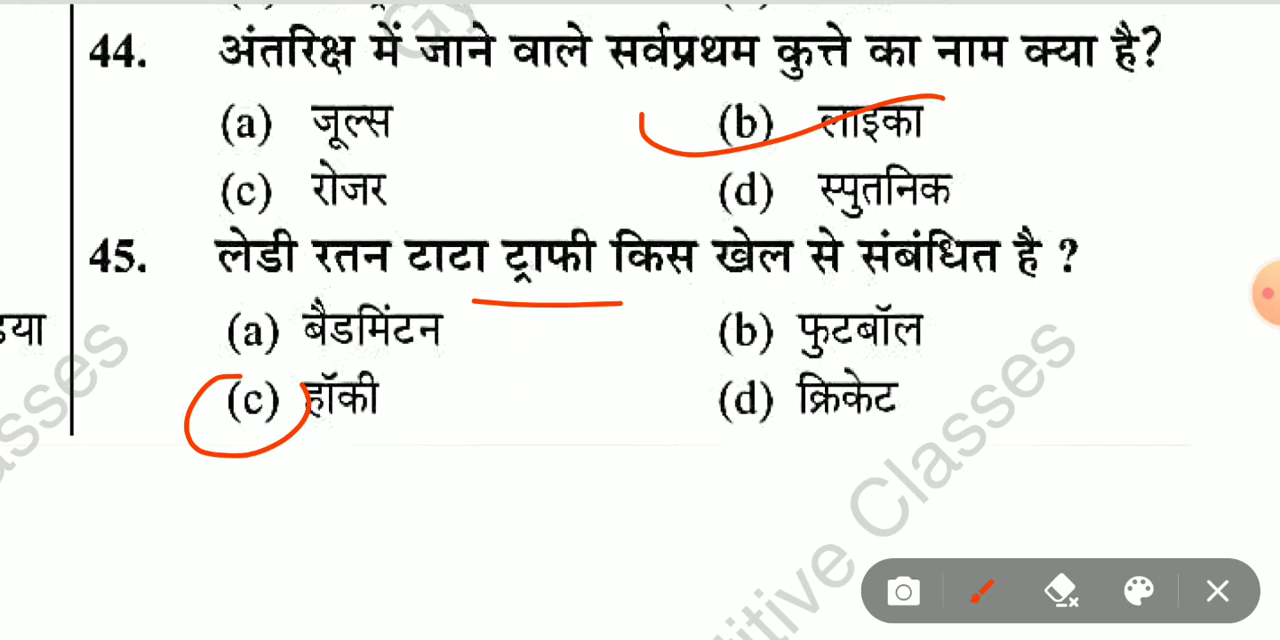 44. अंतरिक्ष में जाने वाले सर्वप्रथम कुत्ते का नाम क्या है?
(a) जूल्स (b) लाइका
(c) रोजर (d) स्पुतनिक
45. लेडी रतन टाटा ट्राफी किस खेल से संबंधित है ?
(a) बैडमिंटन (b) फुटबॉल
(c) हॉकी (d) क्रिकेट
Classes